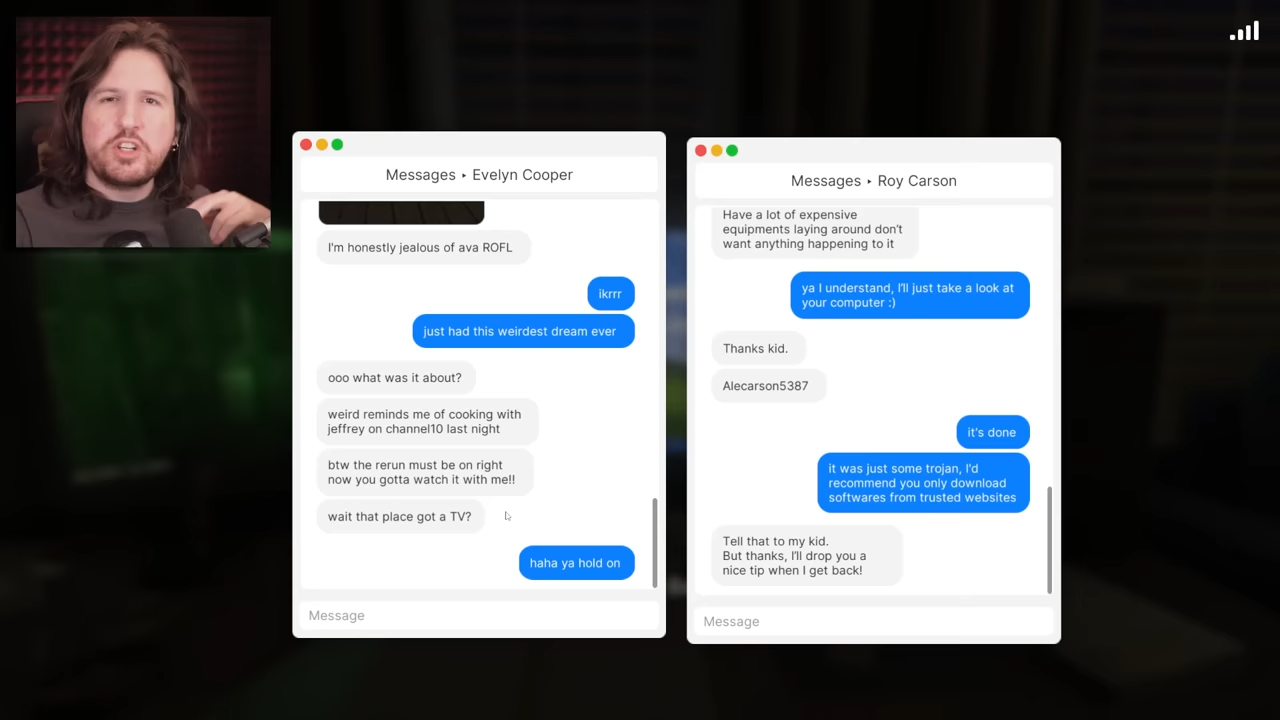 Messages ‣ Evelyn Cooper
I'm honestly jealous of ava ROFL
ikrrr
just had this weirdest dream ever
ooo what was it about?
weird reminds me of cooking with
jeffrey on channel10 last night
btw the rerun must be on right
now you gotta watch it with me!!
wait that place got a TV?
haha ya hold on
Message
Messages ‣ Roy Carson
Have a lot of expensive
equipments laying around don't
want anything happening to it
ya I understand, I'll just take a look at
your computer :)
Thanks kid.
Alecarson5387
it's done
it was just some trojan, I'd
recommend you only download
softwares from trusted websites
Tell that to my kid.
But thanks, I'll drop you a
nice tip when I get back!
Message